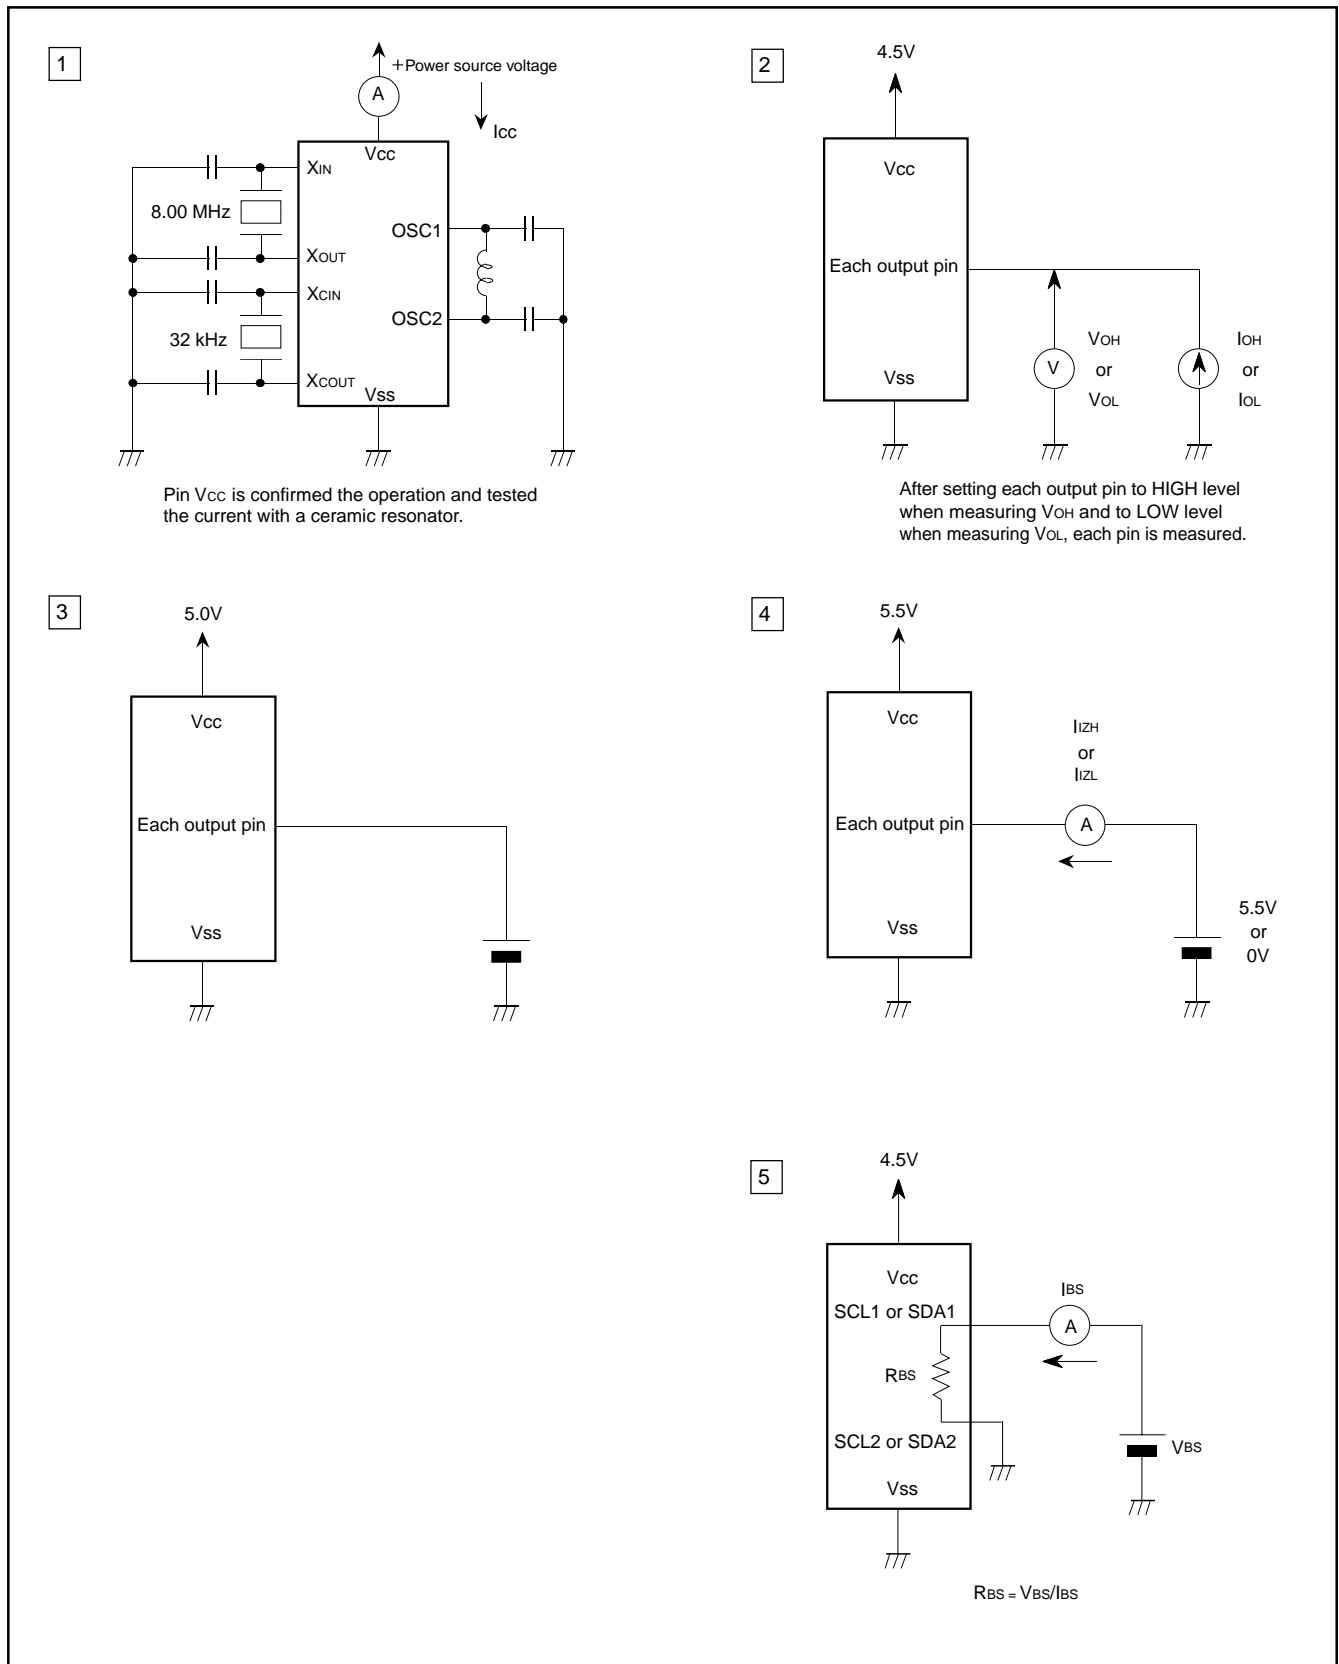 1
+Power source voltage
A
Icc
Vcc
XIN
8.00 MHz
OSC1
XOUT
XCIN
OSC2
32 kHz
XCOUT
Vss
Pin Vcc is confirmed the operation and tested
the current with a ceramic resonator.
2
4.5V
Vcc
Each output pin
VOH
or
VOL
V
IOH
or
IOL
Vss
After setting each output pin to HIGH level
when measuring VOH and to LOW level
when measuring VOL, each pin is measured.
3
5.0V
Vcc
Each output pin
Vss
4
5.5V
Vcc
IIZH
or
IIZL
Each output pin
A
5.5V
or
0V
Vss
5
4.5V
Vcc
SCL1 or SDA1
IBS
A
RBS
SCL2 or SDA2
VBS
Vss
RBS = VBS/IBS